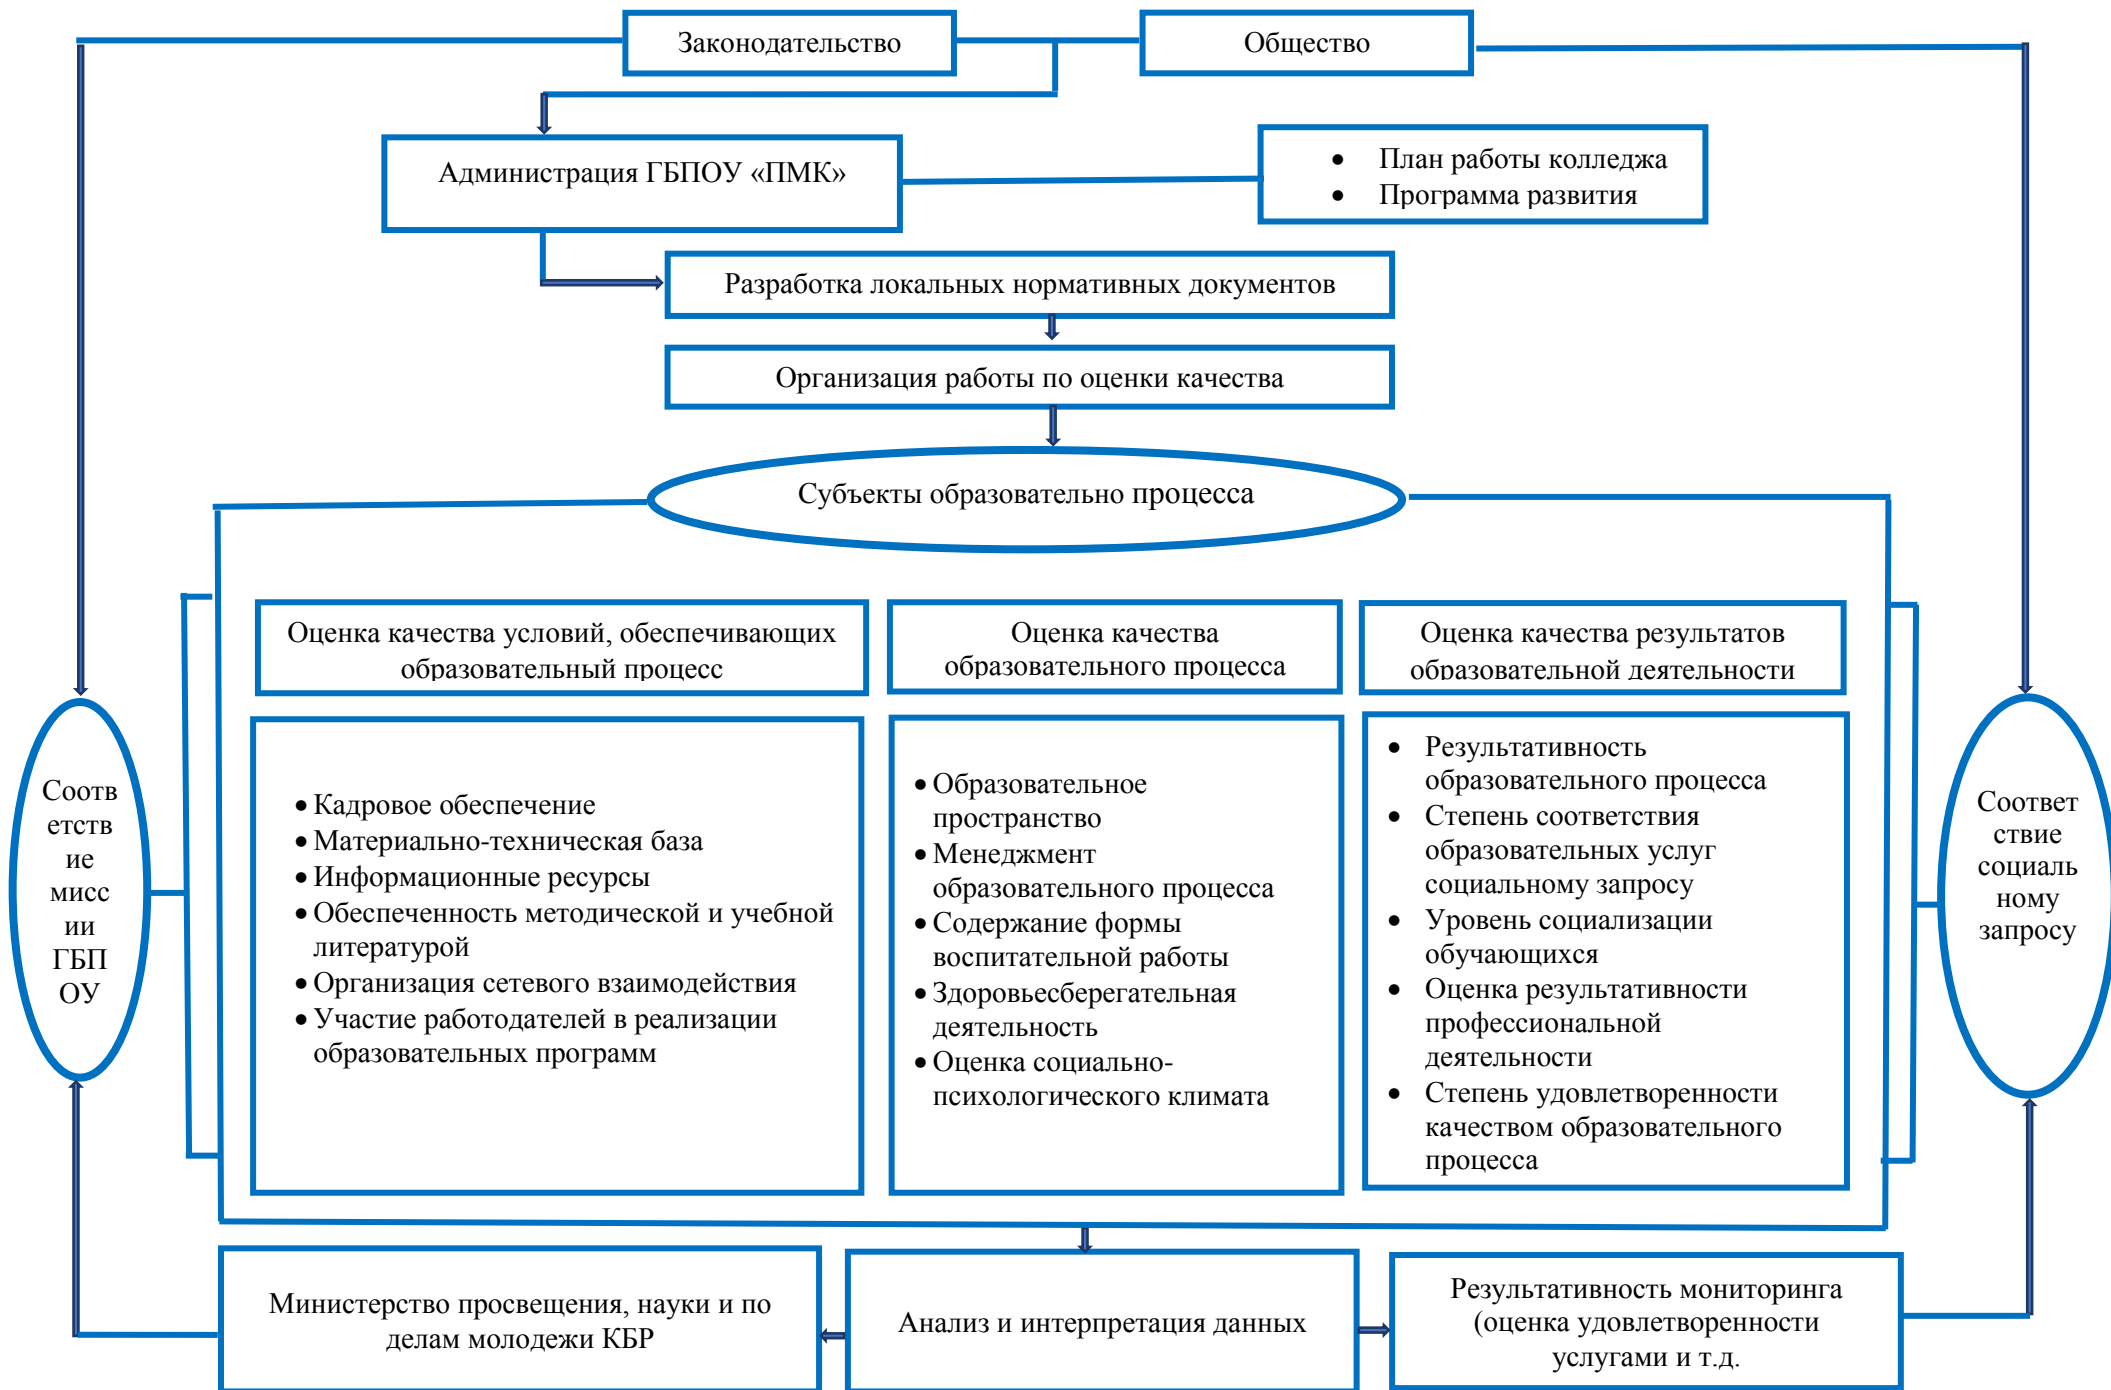 Законодательство
Общество
Администрация ГБПОУ «ПМК»
• План работы колледжа
• Программа развития
Разработка локальных нормативных документов
Организация работы по оценки качества
Субъекты образовательно процесса
Оценка качества условий, обеспечивающих
образовательный процесс
Оценка качества
образовательного процесса
Оценка качества результатов
образовательной деятельности
Соотв
етств
ие
мисс
ии
ГБП
ОУ
• Кадровое обеспечение
• Материально-техническая база
• Информационные ресурсы
• Обеспеченность методической и учебной
литературой
• Организация сетевого взаимодействия
• Участие работодателей в реализации
образовательных программ
• Образовательное
пространство
• Менеджмент
образовательного процесса
• Содержание формы
воспитательной работы
• Здоровьесберегательная
деятельность
• Оценка социально-
психологического климата
• Результативность
образовательного процесса
• Степень соответствия
образовательных услуг
социальному запросу
• Уровень социализации
обучающихся
• Оценка результативности
профессиональной
деятельности
• Степень удовлетворенности
качеством образовательного
процесса
Соответ
ствие
социаль
ному
запросу
Министерство просвещения, науки и по
делам молодежи КБР
Анализ и интерпретация данных
Результативность мониторинга
(оценка удовлетворенности
услугами и т.д.